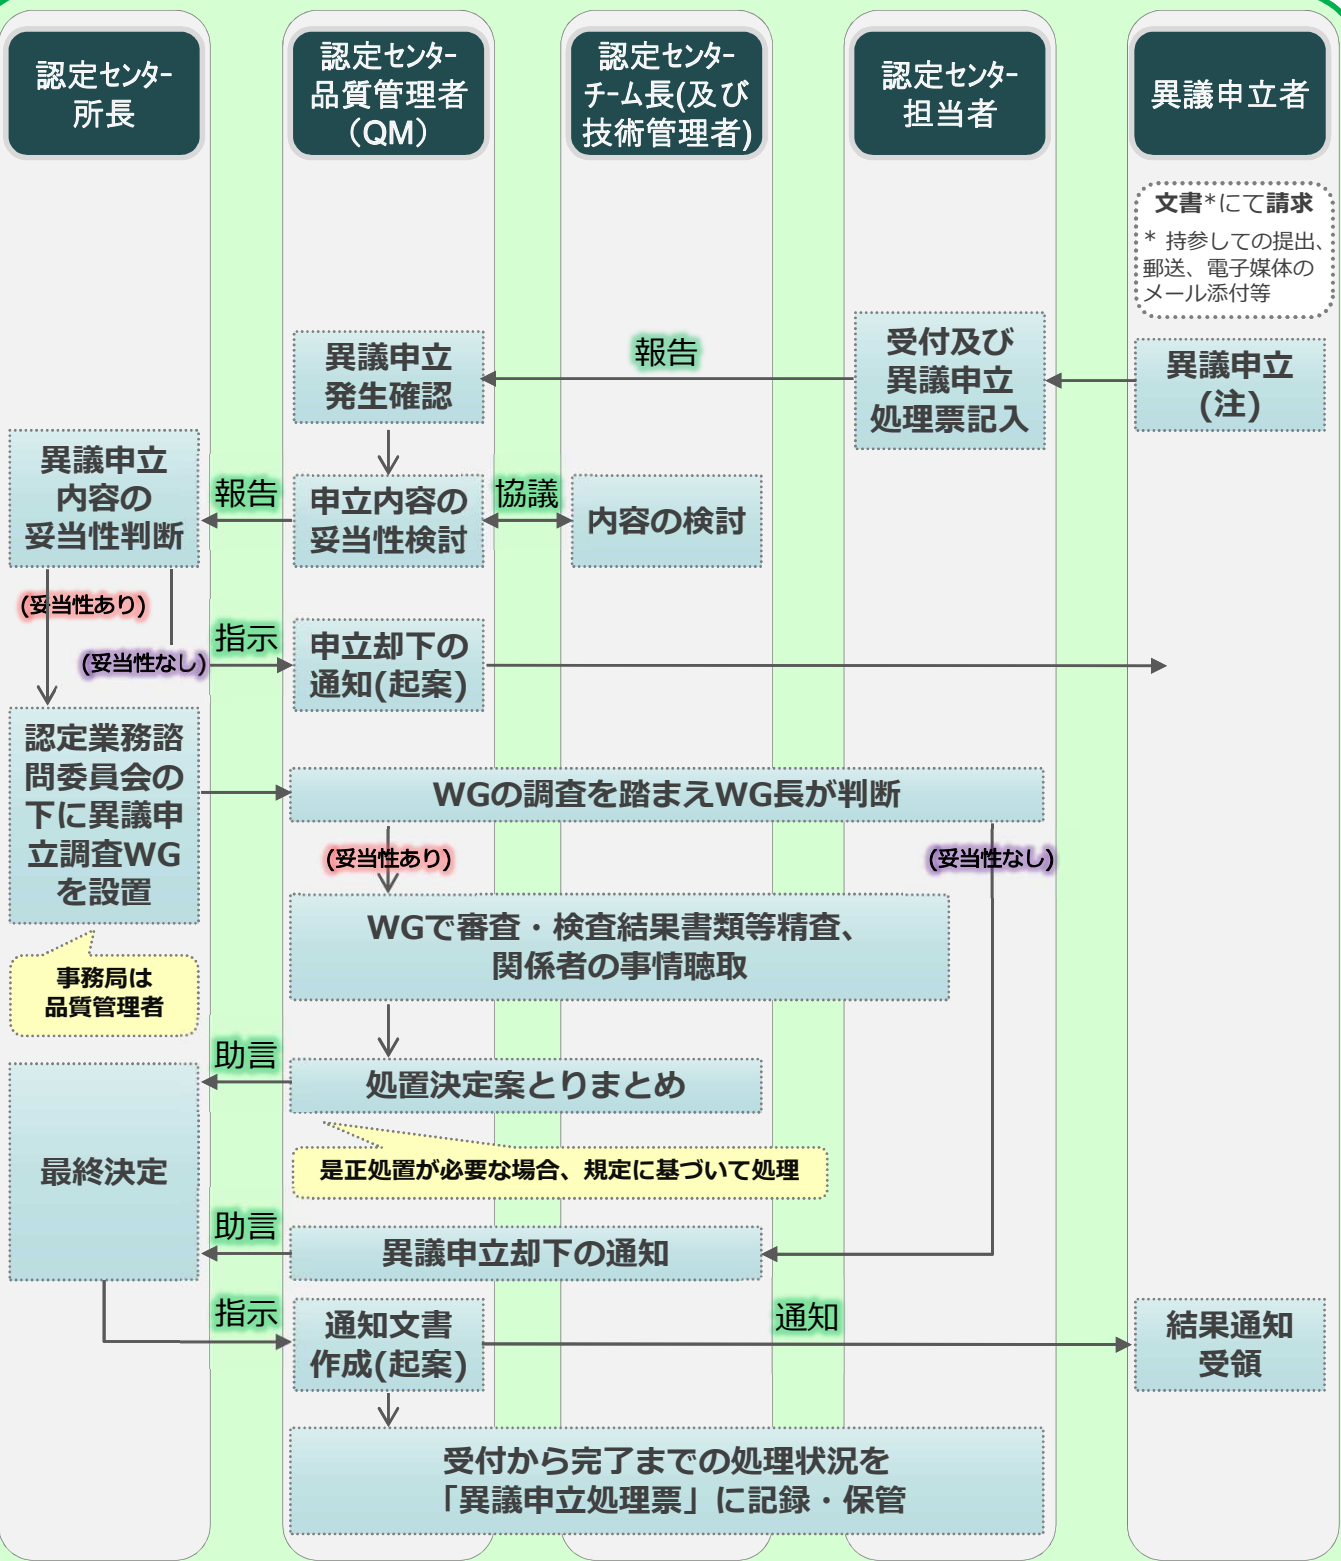 認定センター
所長
認定センター
品質管理者
（QM）
認定センター
チーム長(及び
技術管理者)
認定センター
担当者
異議申立者
文書*にて請求
* 持参しての提出、
郵送、電子媒体の
メール添付等
異議申立
発生確認
報告
受付及び
異議申立
処理票記入
異議申立
(注)
異議申立
内容の
妥当性判断
報告
申立内容の
妥当性検討
協議
内容の検討
(妥当性あり)
(妥当性なし)
指示
申立却下の
通知(起案)
認定業務諮
問委員会の
下に異議申
立調査WG
を設置
WGの調査を踏まえWG長が判断
(妥当性あり)
(妥当性なし)
WGで審査・検査結果書類等精査、
関係者の事情聴取
事務局は
品質管理者
助言
処置決定案とりまとめ
最終決定
是正処置が必要な場合、規定に基づいて処理
助言
異議申立却下の通知
指示
通知文書
作成(起案)
通知
結果通知
受領
受付から完了までの処理状況を
「異議申立処理票」に記録・保管